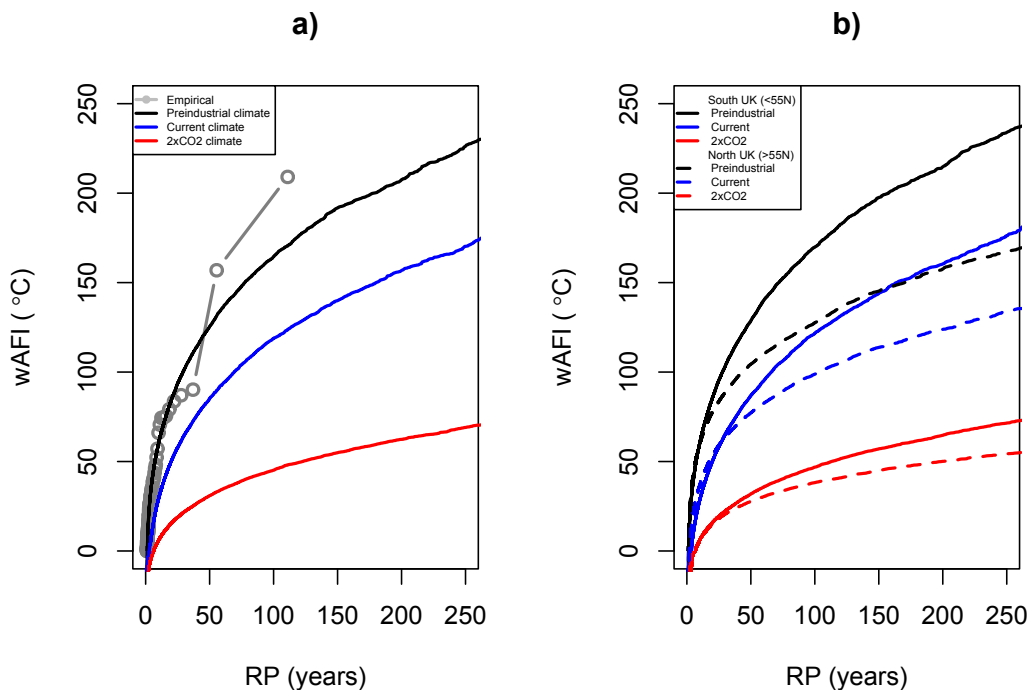 a)
Empirical
Preindustrial climate
Current climate
2xCO2 climate
250
200
150
100
50
0
wAFI ( °C)
0 50 100 150 200 250
RP (years)
b)
South UK (<55N)
Preindustrial
Current
2xCO2
North UK (>55N)
Preindustrial
Current
2xCO2
250
200
150
100
50
0
wAFI ( °C)
0 50 100 150 200 250
RP (years)